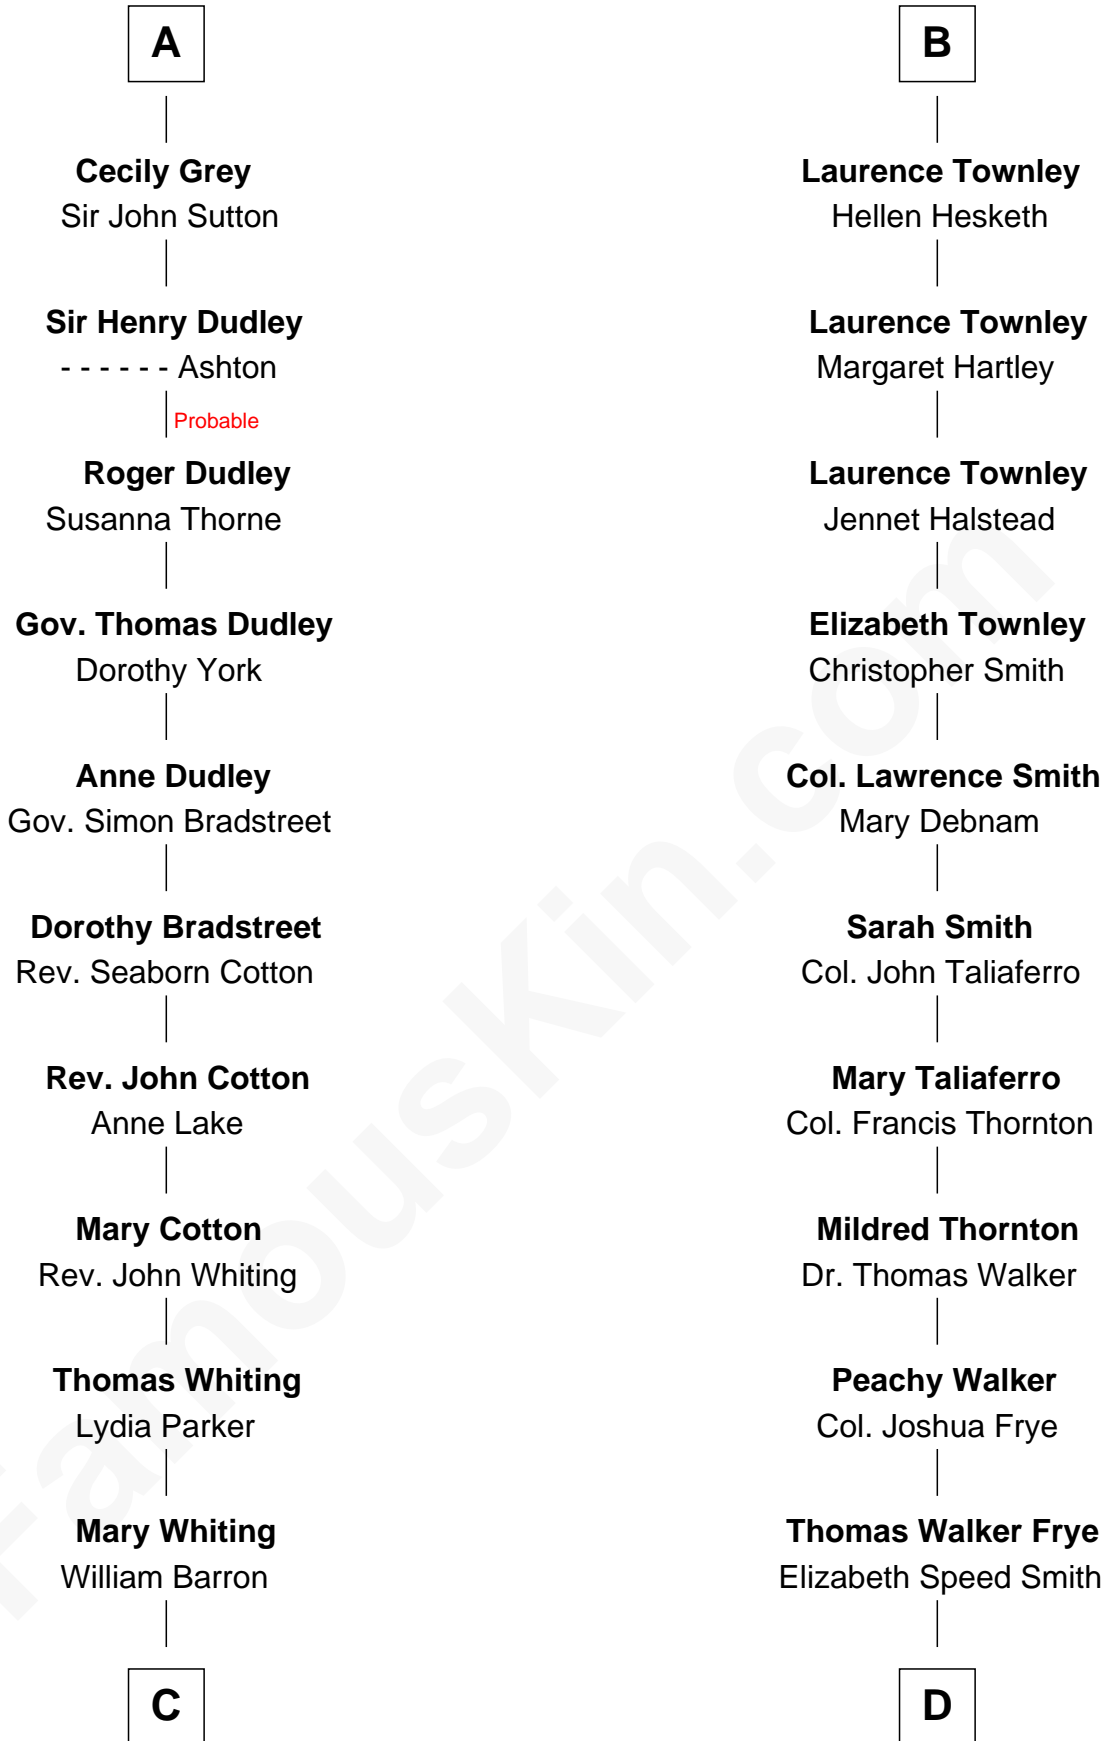 A
Cecily Grey
Sir John Sutton
Sir Henry Dudley
- - - - - - Ashton
Probable
Roger Dudley
Susanna Thorne
Gov. Thomas Dudley
Dorothy York
Anne Dudley
Gov. Simon Bradstreet
Dorothy Bradstreet
Rev. Seaborn Cotton
Rev. John Cotton
Anne Lake
Mary Cotton
Rev. John Whiting
Thomas Whiting
Lydia Parker
Mary Whiting
William Barron
C
B
Laurence Townley
Hellen Hesketh
Laurence Townley
Margaret Hartley
Laurence Townley
Jennet Halstead
Elizabeth Townley
Christopher Smith
Col. Lawrence Smith
Mary Debnam
Sarah Smith
Col. John Taliaferro
Mary Taliaferro
Col. Francis Thornton
Mildred Thornton
Dr. Thomas Walker
Peachy Walker
Col. Joshua Frye
Thomas Walker Frye
Elizabeth Speed Smith
D
FamousKin.com